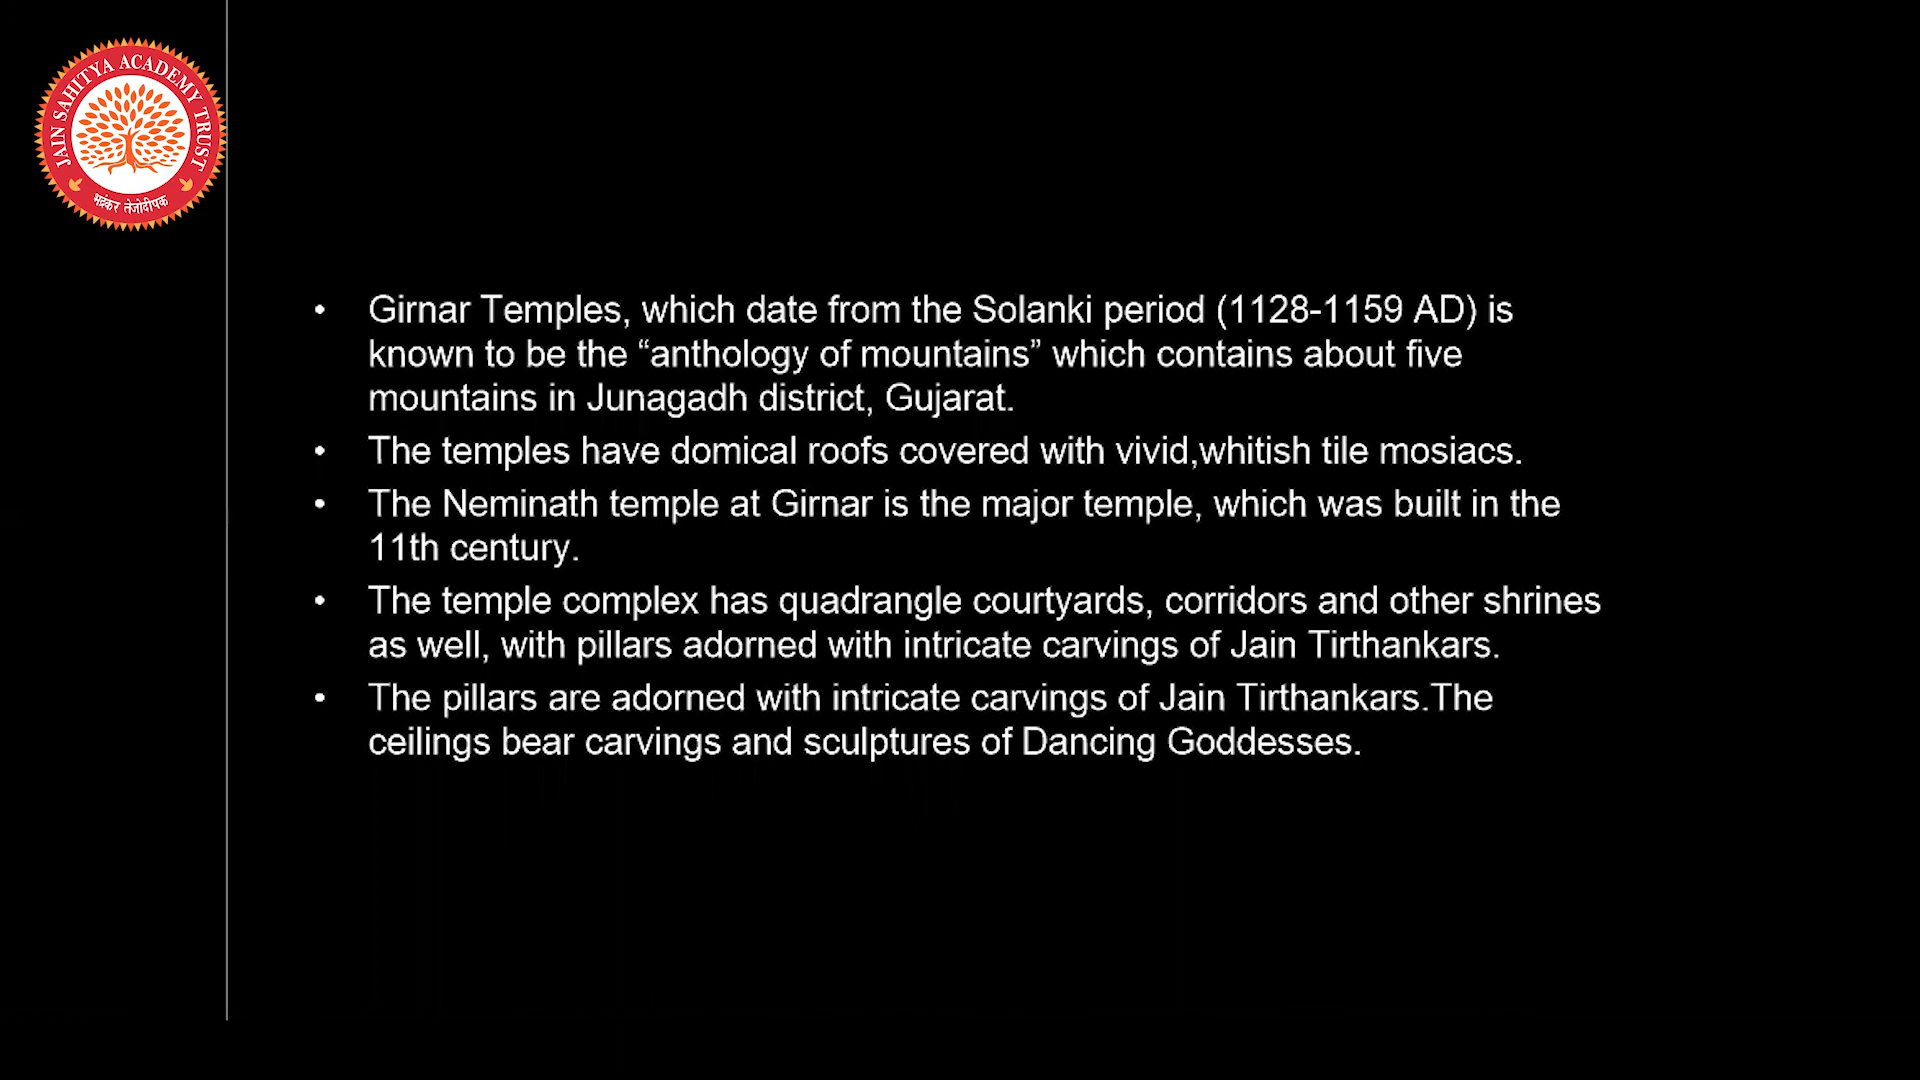 JAIN SAHITYA ACADEMY TRUST
भद्रंकर तेजोदीपक
• Girnar Temples, which date from the Solanki period (1128-1159 AD) is
known to be the “anthology of mountains” which contains about five
mountains in Junagadh district, Gujarat.
• The temples have domical roofs covered with vivid,whitish tile mosiacs.
• The Neminath temple at Girnar is the major temple, which was built in the
11th century.
• The temple complex has quadrangle courtyards, corridors and other shrines
as well, with pillars adorned with intricate carvings of Jain Tirthankars.
• The pillars are adorned with intricate carvings of Jain Tirthankars.The
ceilings bear carvings and sculptures of Dancing Goddesses.